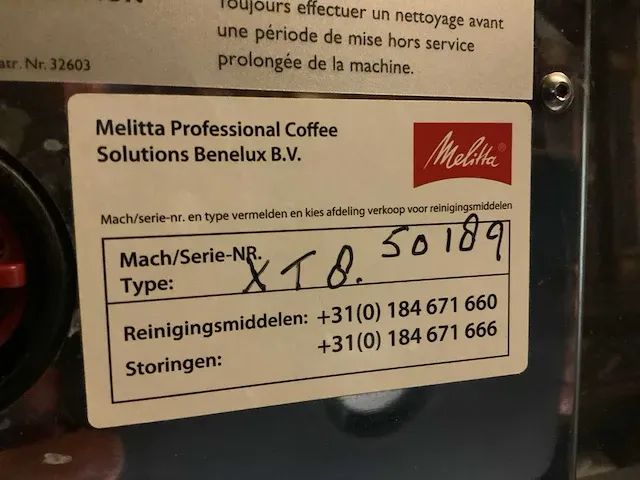 Toujours effectuer un nettoyage avant
une période de mise hors service
prolongée de la machine.
atr. Nr. 32603
Melitta Professional Coffee
Solutions Benelux B.V.
Melitta®
Mach/serie-nr. en type vermelden en kies afdeling verkoop voor reinigingsmiddelen
Mach/Serie-NR. 50189
Type: XT8.
Reinigingsmiddelen: +31(0) 184 671 660
Storingen: +31(0) 184 671 666